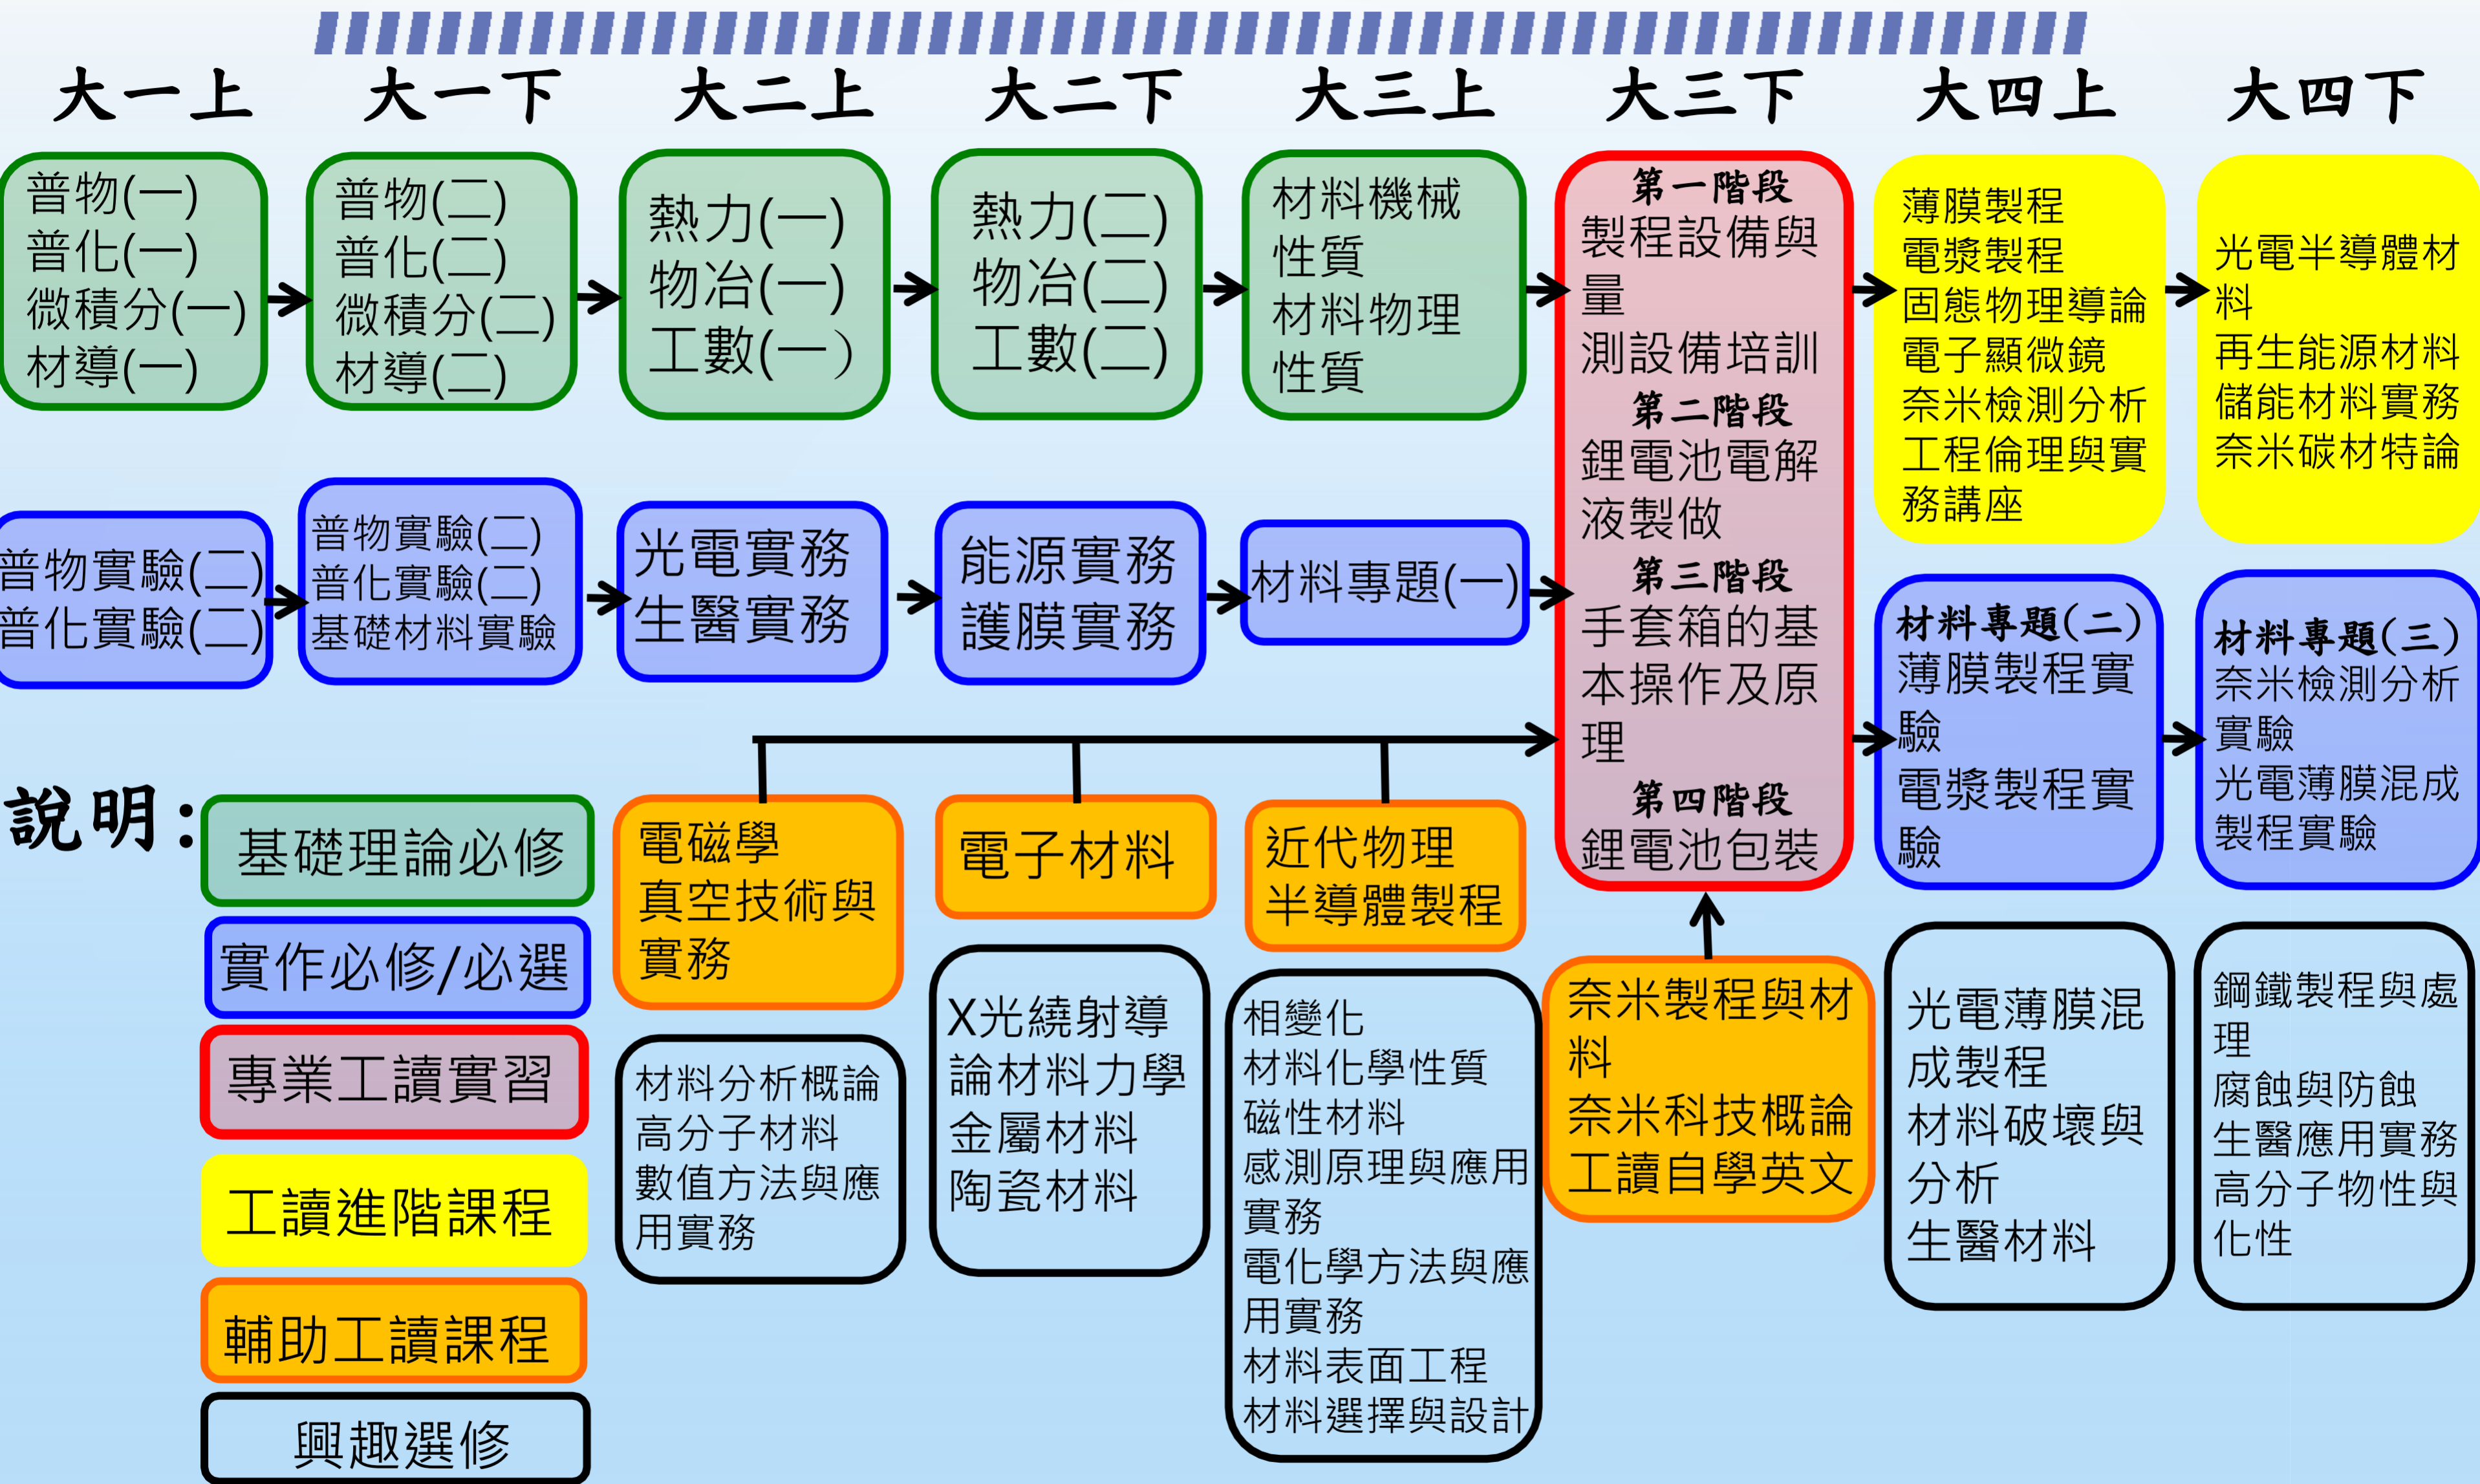 大一上
大一下
大二上
大二下
大三上
大三下
大四上
大四下
普物(一)
普化(一)
微積分(一)
材導(一)
普物(二)
普化(二)
微積分(二)
材導(二)
熱力(一)
物冶(一)
工數(一）
熱力(二)
物冶(二)
工數(二)
材料機械
性質
材料物理
性質
第一階段
製程設備與
量
測設備培訓
第二階段
鋰電池電解
液製做
第三階段
手套箱的基
本操作及原
理
第四階段
鋰電池包裝
薄膜製程
電漿製程
固態物理導論
電子顯微鏡
奈米檢測分析
工程倫理與實
務講座
光電半導體材
料
再生能源材料
儲能材料實務
奈米碳材特論
普物實驗(二)
普化實驗(二)
普物實驗(二)
普化實驗(二)
基礎材料實驗
光電實務
生醫實務
能源實務
護膜實務
材料專題(一)
材料專題(二)
薄膜製程實
驗
電漿製程實
驗
材料專題(三)
奈米檢測分析
實驗
光電薄膜混成
製程實驗
說明:
基礎理論必修
實作必修/必選
專業工讀實習
工讀進階課程
輔助工讀課程
興趣選修
電磁學
真空技術與
實務
電子材料
近代物理
半導體製程
奈米製程與材
料
奈米科技概論
工讀自學英文
材料分析概論
高分子材料
數值方法與應
用實務
X光繞射導
論材料力學
金屬材料
陶瓷材料
相變化
材料化學性質
磁性材料
感測原理與應用
實務
電化學方法與應
用實務
材料表面工程
材料選擇與設計
光電薄膜混
成製程
材料破壞與
分析
生醫材料
鋼鐵製程與處
理
腐蝕與防蝕
生醫應用實務
高分子物性與
化性